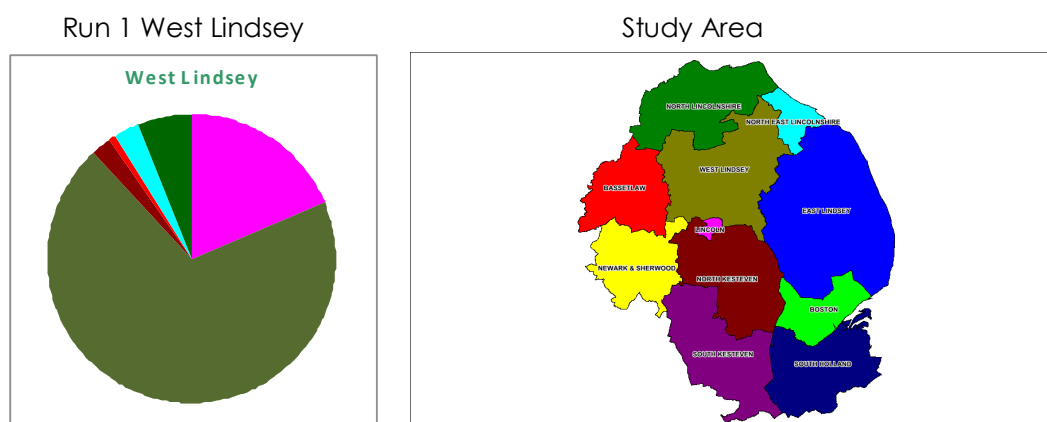 Run 1 West Lindsey
Study Area
West Lindsey
NORTH LINCOLNSHIRE
NORTH EAST LINCOLNSHIRE
WEST LINDSEY
BASSETLAW
EAST LINDSEY
LINCOLN
NEWARK & SHERWOOD
NORTH KESTEVEN
BOSTON
SOUTH KESTEVEN
SOUTH HOLLAND